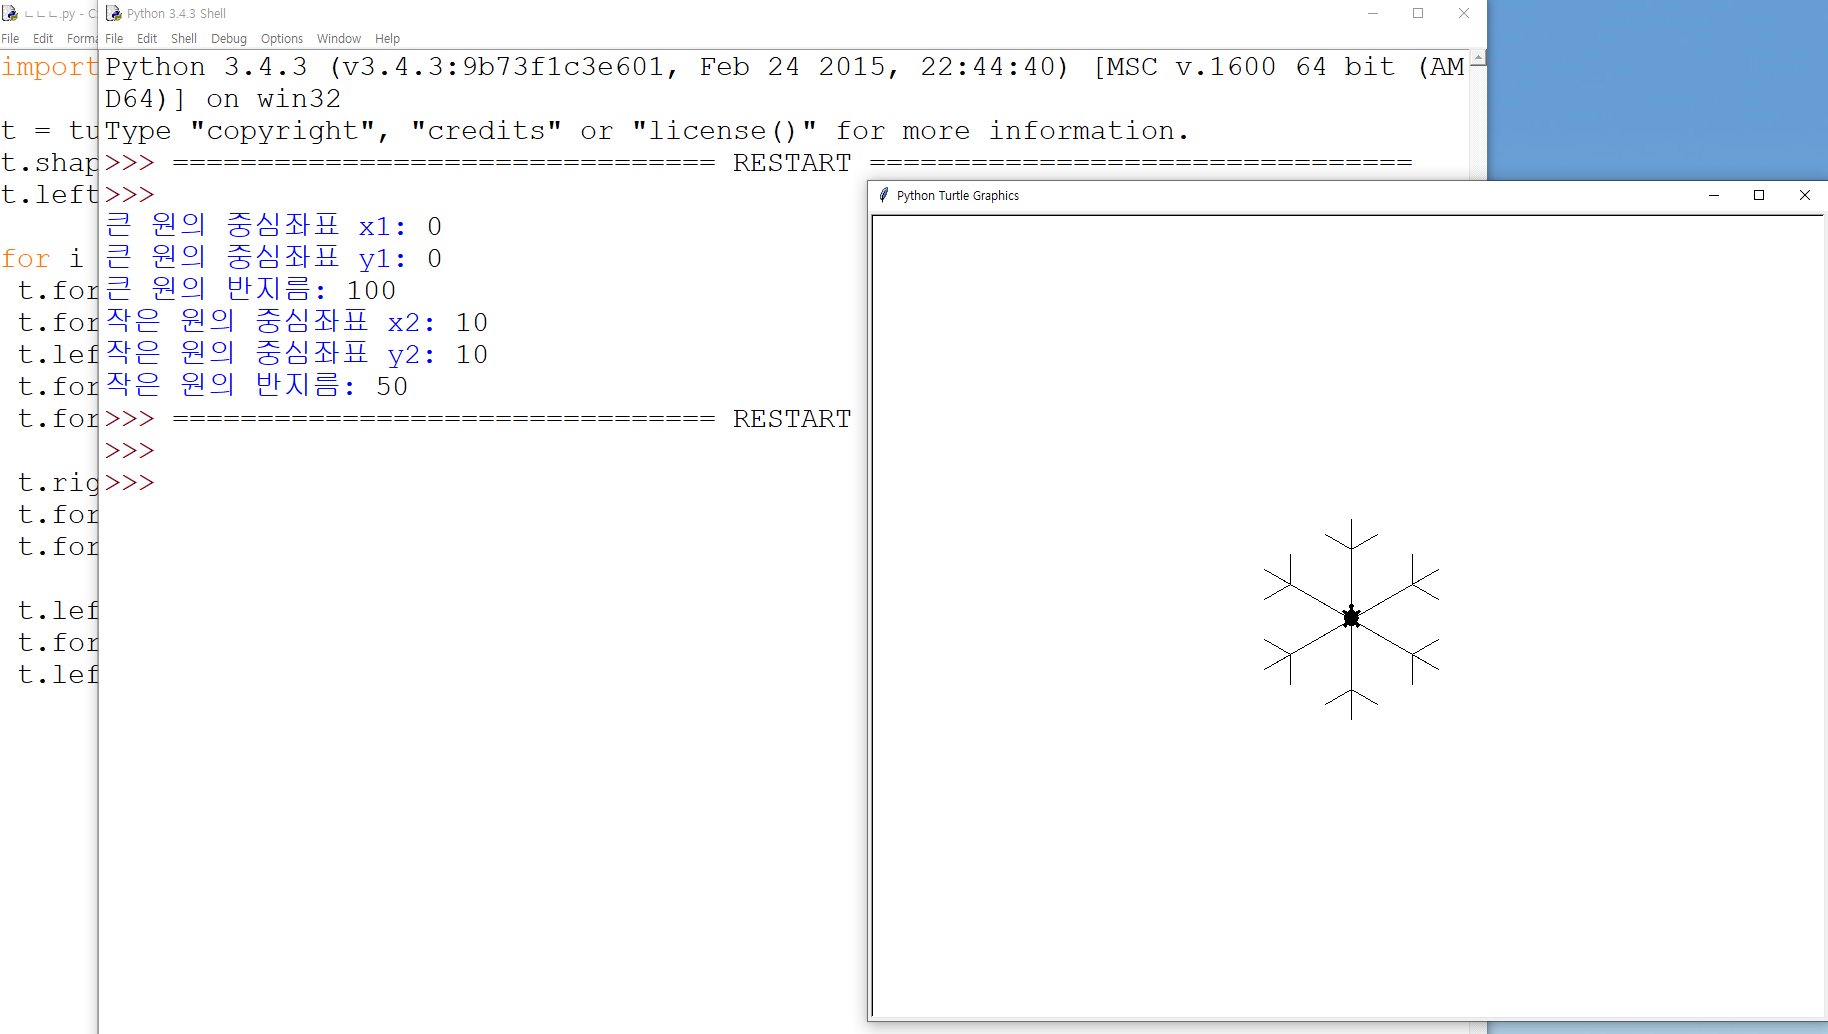 ㄴㄴㄴ.py - C
File Edit Forma
import
t = tu
t.shap
t.left
for i
t.for
t.for
t.lef
t.for
t.for
t.rig
t.for
t.for
t.lef
t.for
t.lef
Python 3.4.3 Shell
File Edit Shell Debug Options Window Help
Python 3.4.3 (v3.4.3:9b73f1c3e601, Feb 24 2015, 22:44:40) [MSC v.1600 64 bit (AM
D64)] on win32
Type "copyright", "credits" or "license()" for more information.
>>> ================================ RESTART ================================
>>>
큰 원의 중심좌표 x1: 0
큰 원의 중심좌표 y1: 0
큰 원의 반지름: 100
작은 원의 중심좌표 x2: 10
작은 원의 중심좌표 y2: 10
작은 원의 반지름: 50
>>> ================================ RESTART
>>>
>>>
Python Turtle Graphics